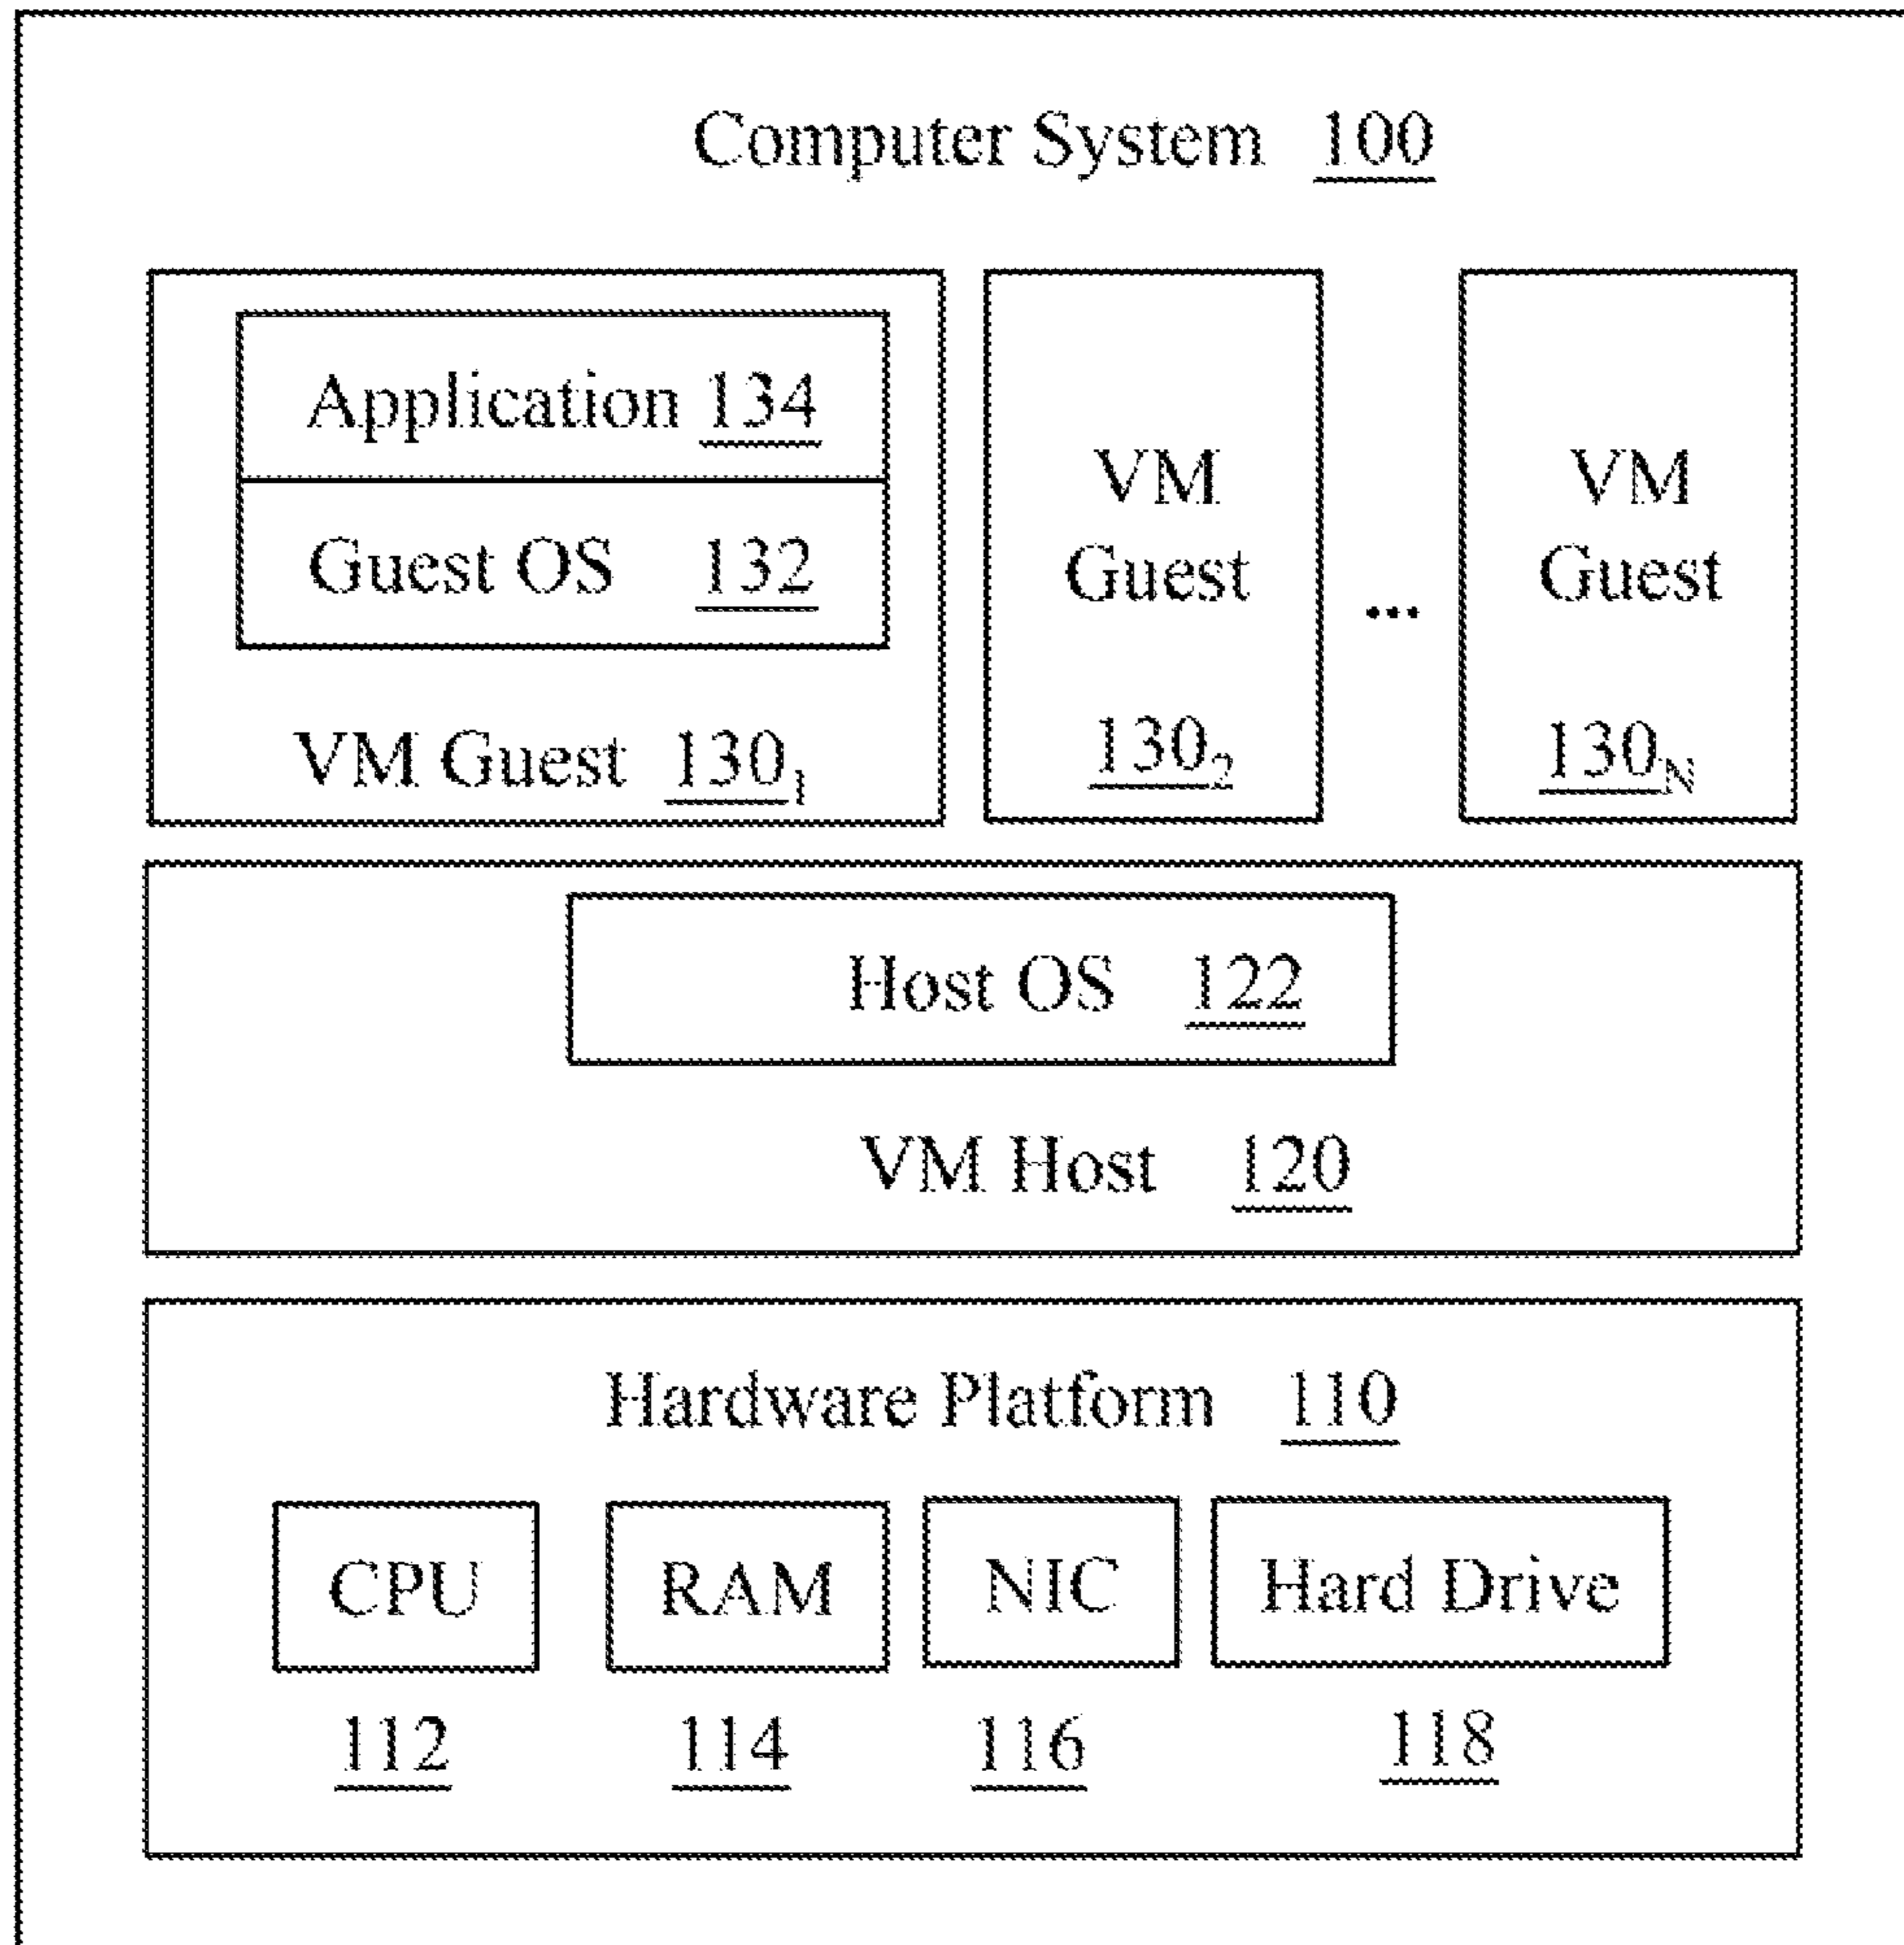 Computer System 100
Application 134
Guest OS 132
VM Guest 130₁
VM
Guest
130₂
...
VM
Guest
130_N
Host OS 122
VM Host 120
Hardware Platform 110
CPU RAM NIC Hard Drive
112 114 116 118